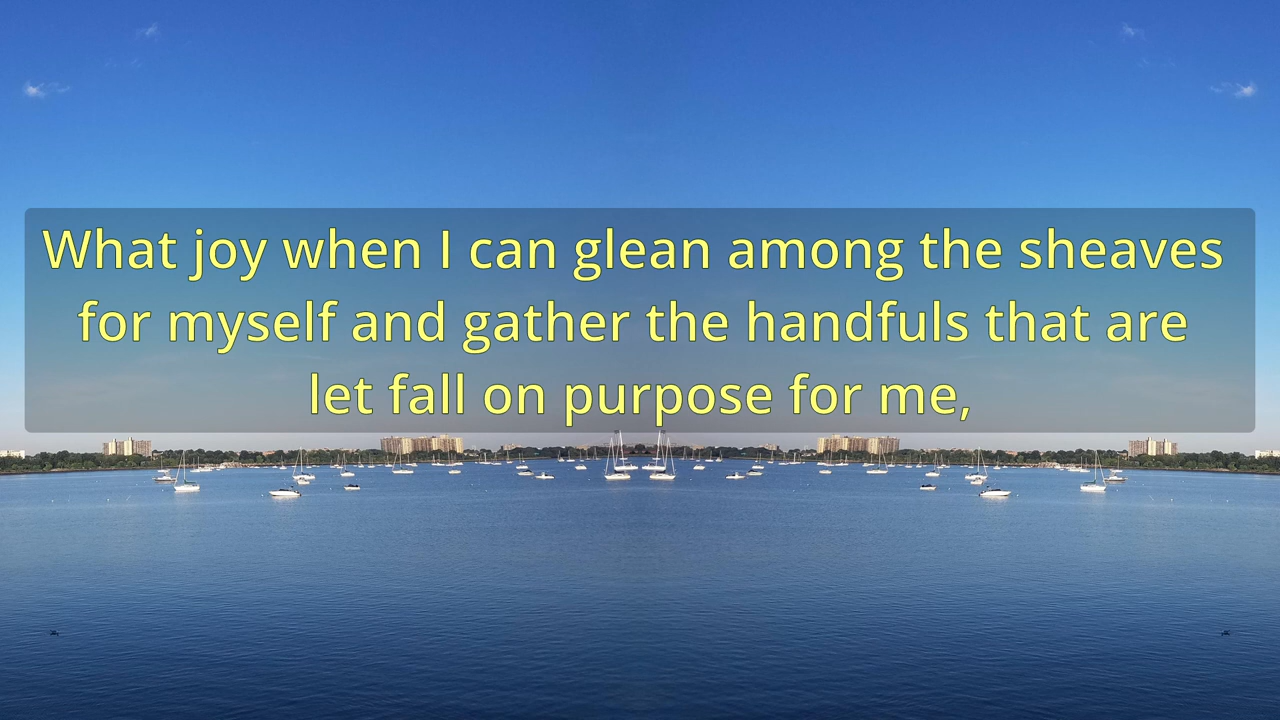 What joy when I can glean among the sheaves
for myself and gather the handfuls that are
let fall on purpose for me,